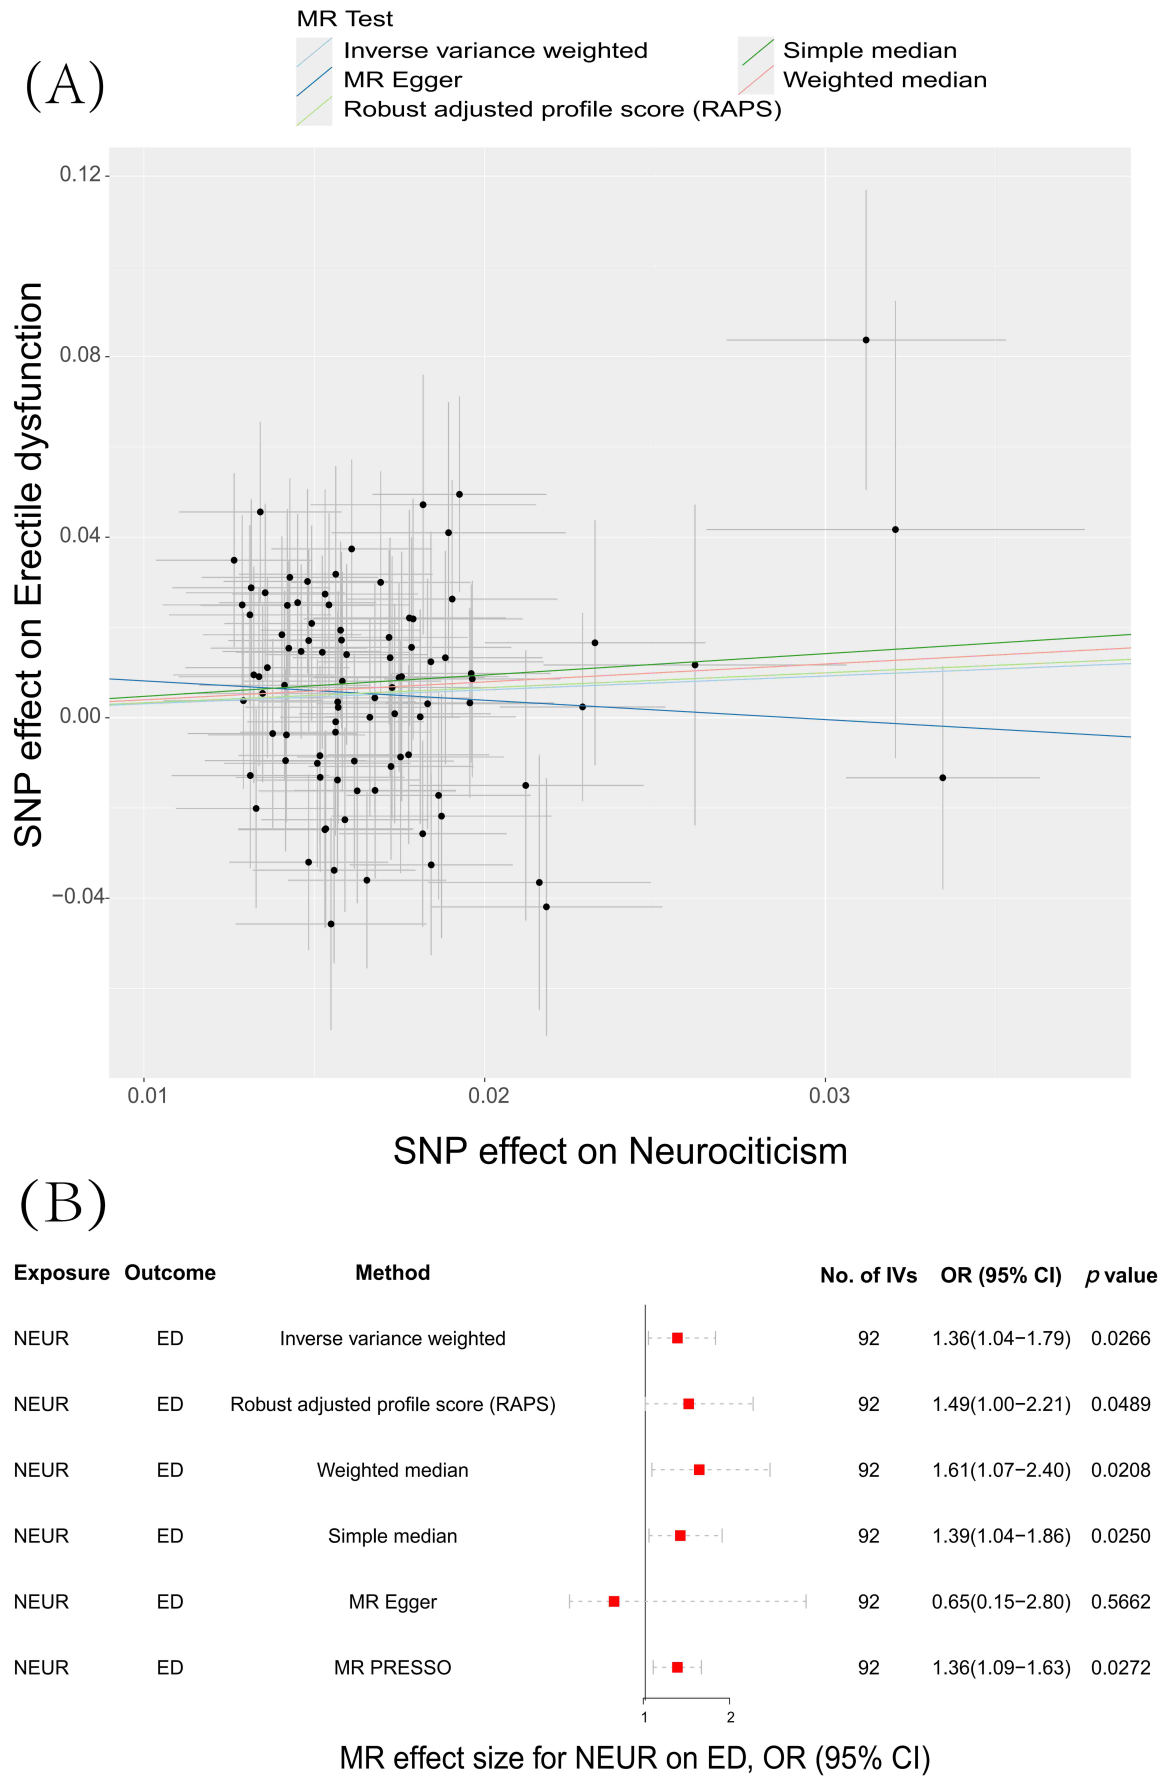 MR Test
Inverse variance weighted
Simple median
MR Egger
Weighted median
Robust adjusted profile score (RAPS)
(A)
0.12
0.08
0.04
0.00
−0.04
SNP effect on Erectile dysfunction
0.01 0.02 0.03
SNP effect on Neurociticism
(B)
Exposure Outcome Method No. of IVs OR (95% CI) p value
NEUR ED Inverse variance weighted 92 1.36(1.04−1.79) 0.0266
NEUR ED Robust adjusted profile score (RAPS) 92 1.49(1.00−2.21) 0.0489
NEUR ED Weighted median 92 1.61(1.07−2.40) 0.0208
NEUR ED Simple median 92 1.39(1.04−1.86) 0.0250
NEUR ED MR Egger 92 0.65(0.15−2.80) 0.5662
NEUR ED MR PRESSO 92 1.36(1.09−1.63) 0.0272
1 2
MR effect size for NEUR on ED, OR (95% CI)